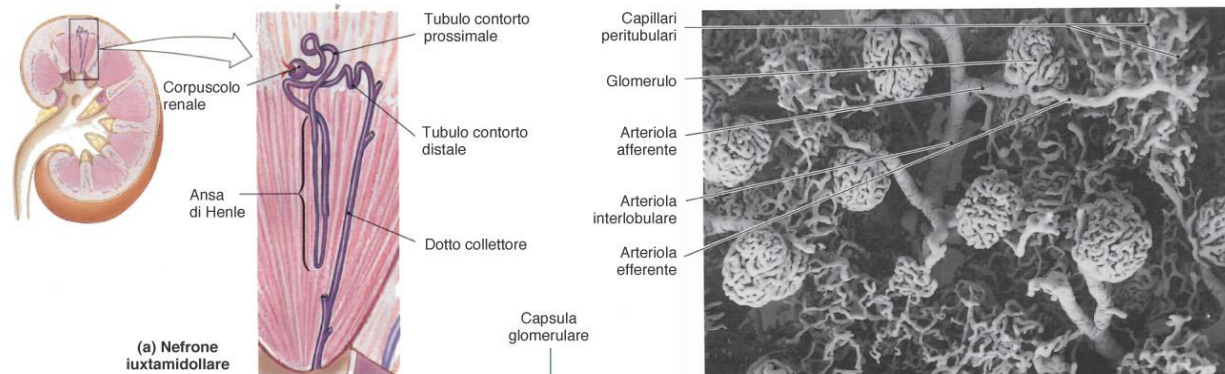 Tubulo contorto
prossimale
Corpuscolo
renale
Tubulo contorto
distale
Ansa
di Henle
Dotto collettore
(a) Nefrone
iuxtamidollare
Capsula
glomerulare
Capillari
peritubulari
Glomerulo
Arteriola
afferente
Arteriola
interlobulare
Arteriola
efferente